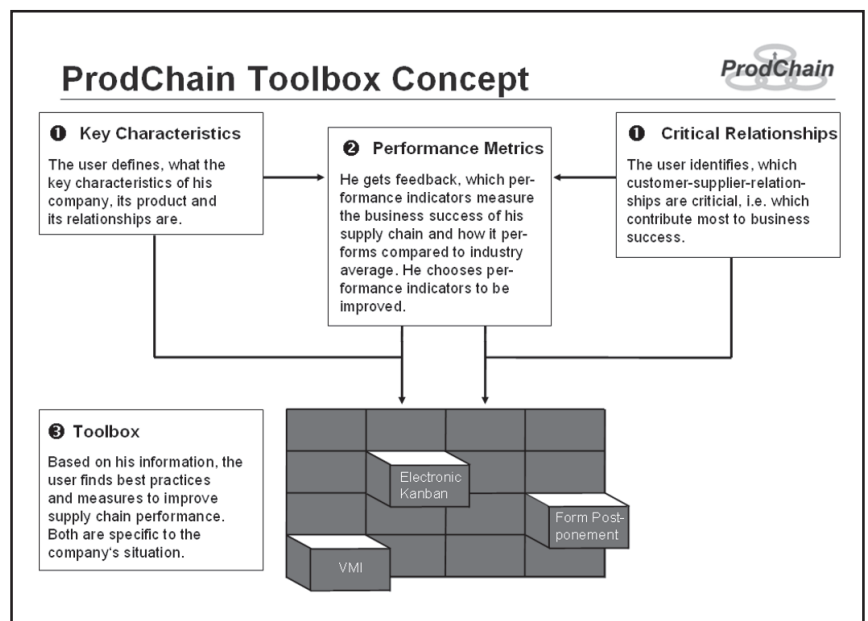 ProdChain Toolbox Concept
ProdChain
❶ Key Characteristics
The user defines, what the
key characteristics of his
company, its product and
its relationships are.
❷ Performance Metrics
He gets feedback, which per-
formance indicators measure
the business success of his
supply chain and how it per-
forms compared to industry
average. He chooses per-
formance indicators to be
improved.
❶ Critical Relationships
The user identifies, which
customer-supplier-relation-
ships are criticial, i.e. which
contribute most to business
success.
❸ Toolbox
Based on his information, the
user finds best practices
and measures to improve
supply chain performance.
Both are specific to the
company‘s situation.
Electronic
Kanban
Form Post-
ponement
VMI